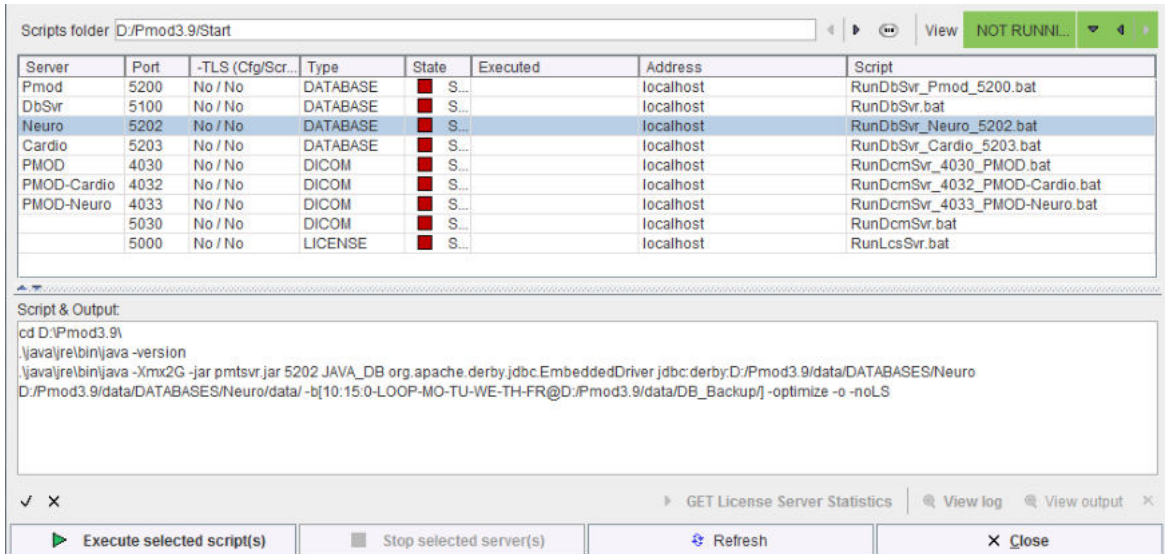 Scripts folder D:/Pmod3.9/Start View NOT RUNNI...
Server Port -TLS (Cfg/Scr... Type State Executed Address Script
Pmod 5200 No / No DATABASE S... localhost RunDbSvr_Pmod_5200.bat
DbSvr 5100 No / No DATABASE S... localhost RunDbSvr.bat
Neuro 5202 No / No DATABASE S... localhost RunDbSvr_Neuro_5202.bat
Cardio 5203 No / No DATABASE S... localhost RunDbSvr_Cardio_5203.bat
PMOD 4030 No / No DICOM S... localhost RunDcmSvr_4030_PMOD.bat
PMOD-Cardio 4032 No / No DICOM S... localhost RunDcmSvr_4032_PMOD-Cardio.bat
PMOD-Neuro 4033 No / No DICOM S... localhost RunDcmSvr_4033_PMOD-Neuro.bat
5030 No / No DICOM S... localhost RunDcmSvr.bat
5000 No / No LICENSE S... localhost RunLcsSvr.bat
Script & Output:
cd D:\Pmod3.9\
.\java\jre\bin\java -version
.\java\jre\bin\java -Xmx2G -jar pmtsvr.jar 5202 JAVA_DB org.apache.derby.jdbc.EmbeddedDriver jdbc:derby:D:/Pmod3.9/data/DATABASES/Neuro
D:/Pmod3.9/data/DATABASES/Neuro/data/ -b[10:15:0-LOOP-MO-TU-WE-TH-FR@D:/Pmod3.9/data/DB_Backup/] -optimize -o -noLS
GET License Server Statistics View log View output
Execute selected script(s) Stop selected server(s) Refresh Close